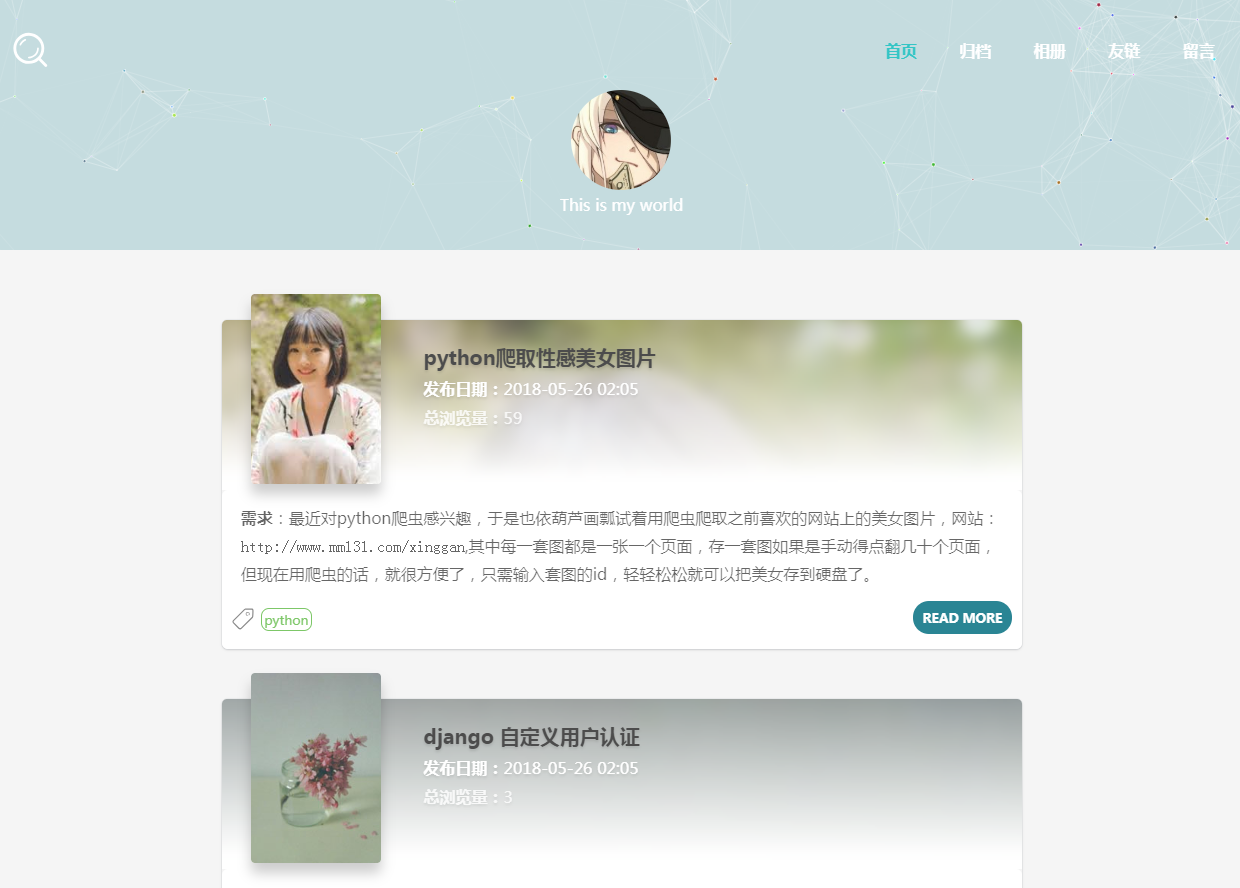 首页 归档 相册 友链 留言
This is my world
python爬取性感美女图片
发布日期：2018-05-26 02:05
总浏览量：59
需求：最近对python爬虫感兴趣，于是也依葫芦画瓢试着用爬虫爬取之前喜欢的网站上的美女图片，网站：
http://www.mm131.com/xinggan,其中每一套图都是一张一个页面，存一套图如果是手动得点翻几十个页面，
但现在用爬虫的话，就很方便了，只需输入套图的id，轻轻松松就可以把美女存到硬盘了。
python
READ MORE
django 自定义用户认证
发布日期：2018-05-26 02:05
总浏览量：3